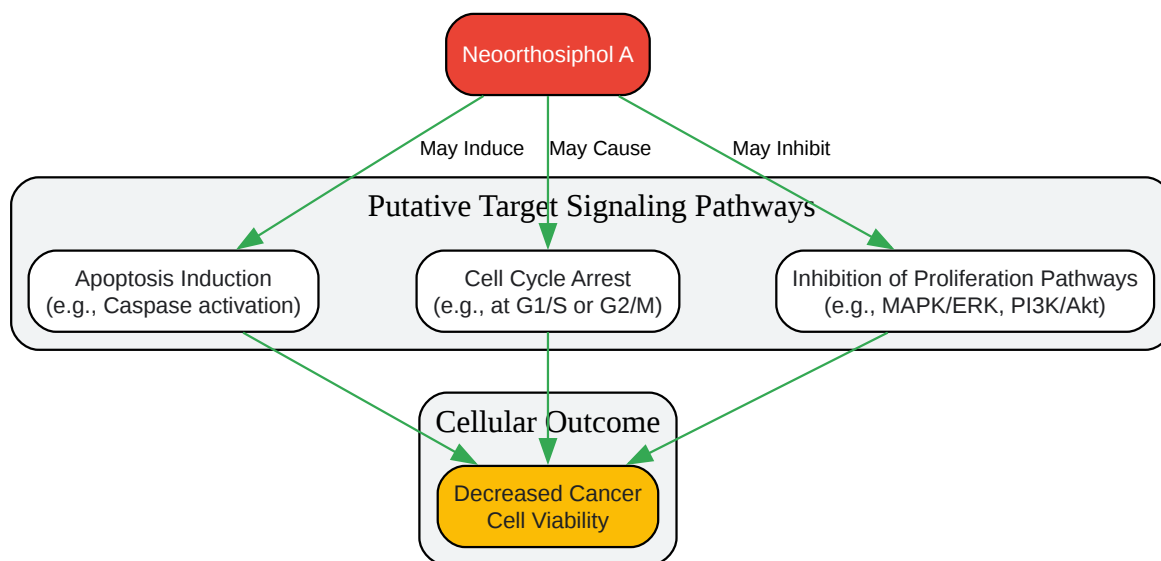 Neoorthosiphol A
May Induce
May Cause
May Inhibit
Putative Target Signaling Pathways
Apoptosis Induction
(e.g., Caspase activation)
Cell Cycle Arrest
(e.g., at G1/S or G2/M)
Inhibition of Proliferation Pathways
(e.g., MAPK/ERK, PI3K/Akt)
Cellular Outcome
Decreased Cancer
Cell Viability